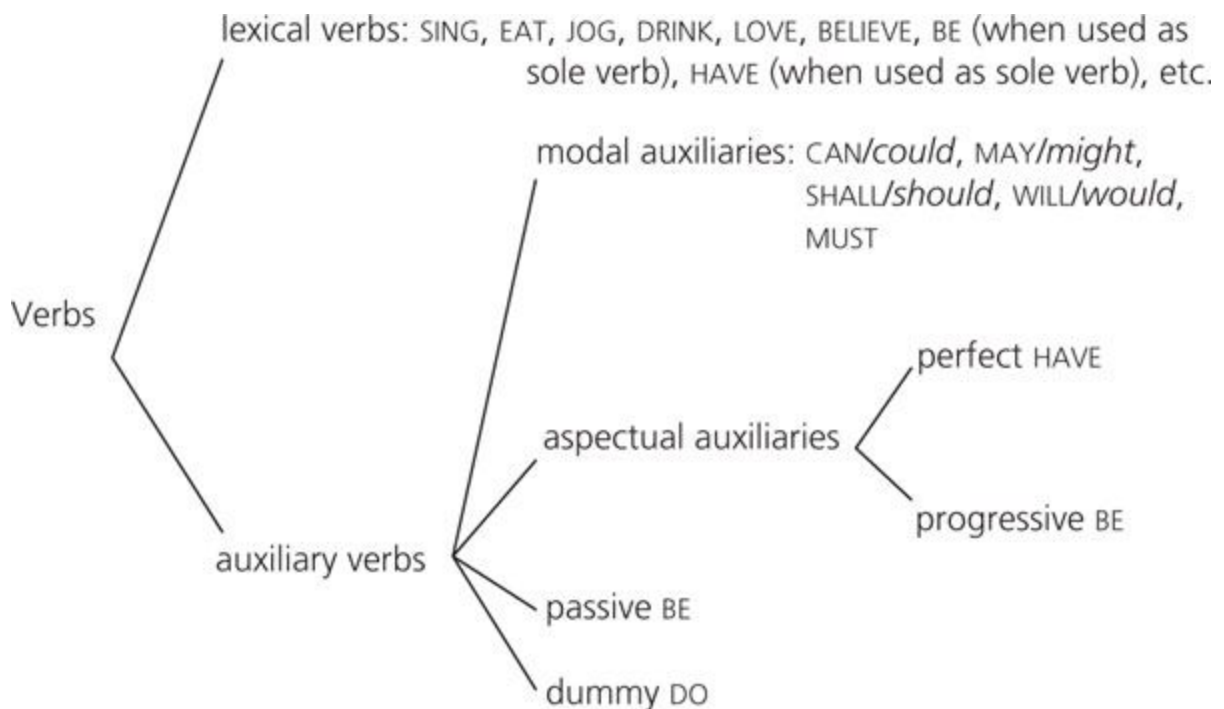 lexical verbs: SING, EAT, JOG, DRINK, LOVE, BELIEVE, BE (when used as
sole verb), HAVE (when used as sole verb), etc.
modal auxiliaries: CAN/could, MAY/might,
SHALL/should, WILL/would,
MUST
Verbs
perfect HAVE
aspectual auxiliaries
progressive BE
auxiliary verbs
passive BE
dummy DO